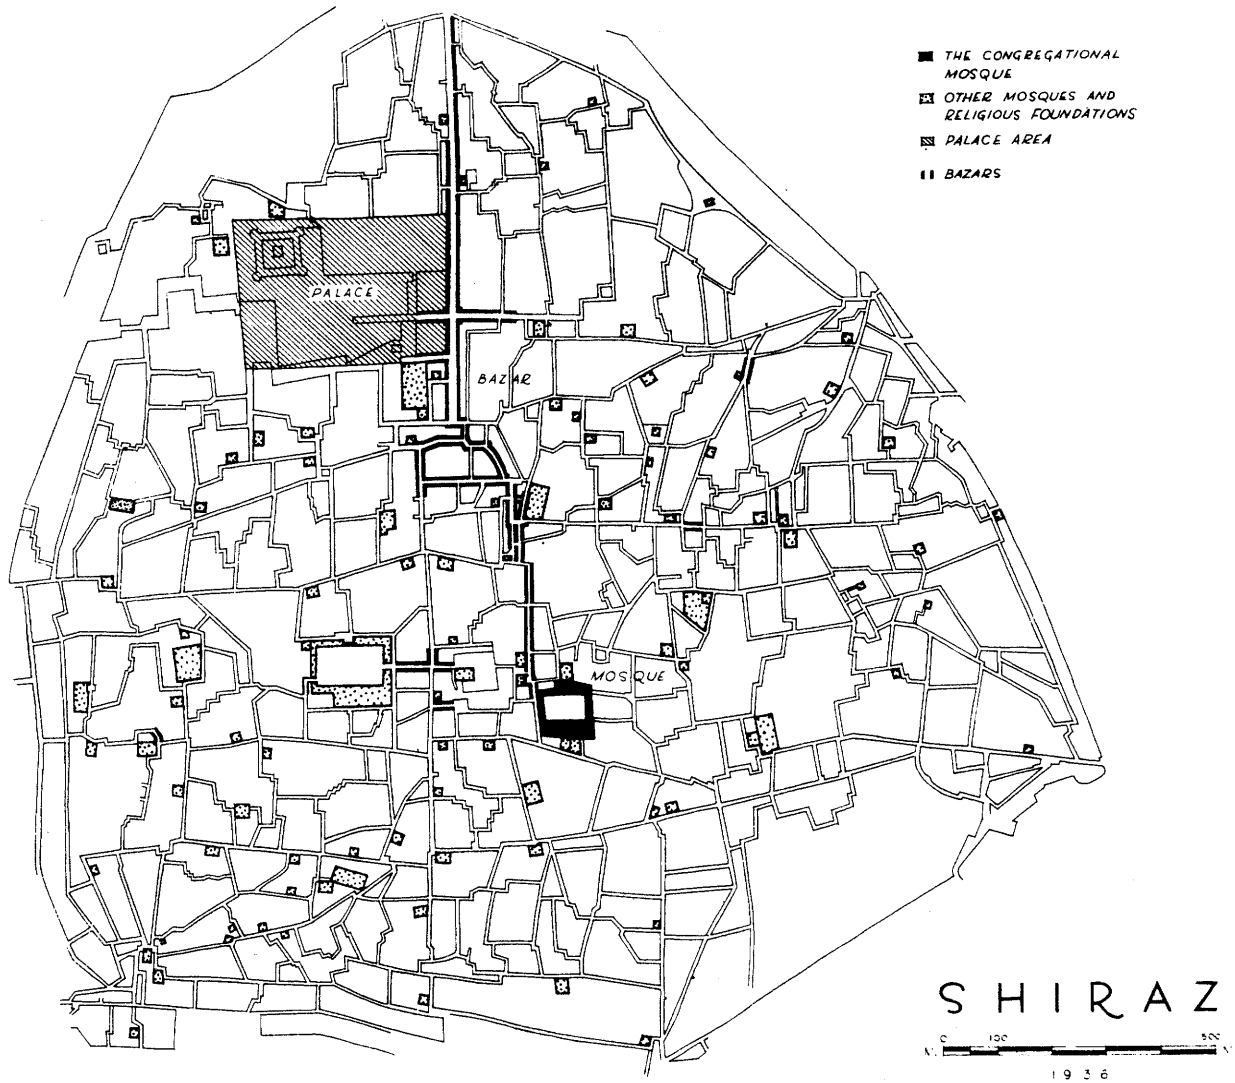 THE CONGREGATIONAL
MOSQUE
OTHER MOSQUES AND
RELIGIOUS FOUNDATIONS
PALACE AREA
BAZARS
PALACE
BAZAR
MOSQUE
SHIRAZ
0 100 500
M. M
1936